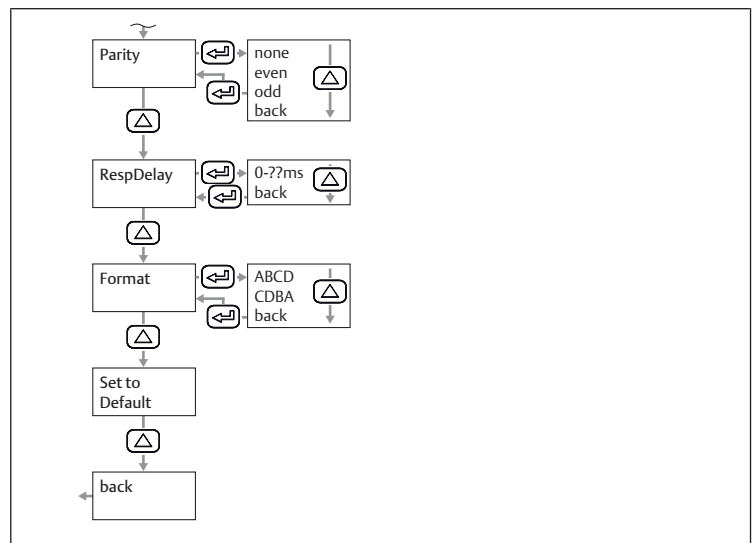 Parity
none
even
odd
back
RespDelay
0-??ms
back
Format
ABCD
CDBA
back
Set to
Default
back